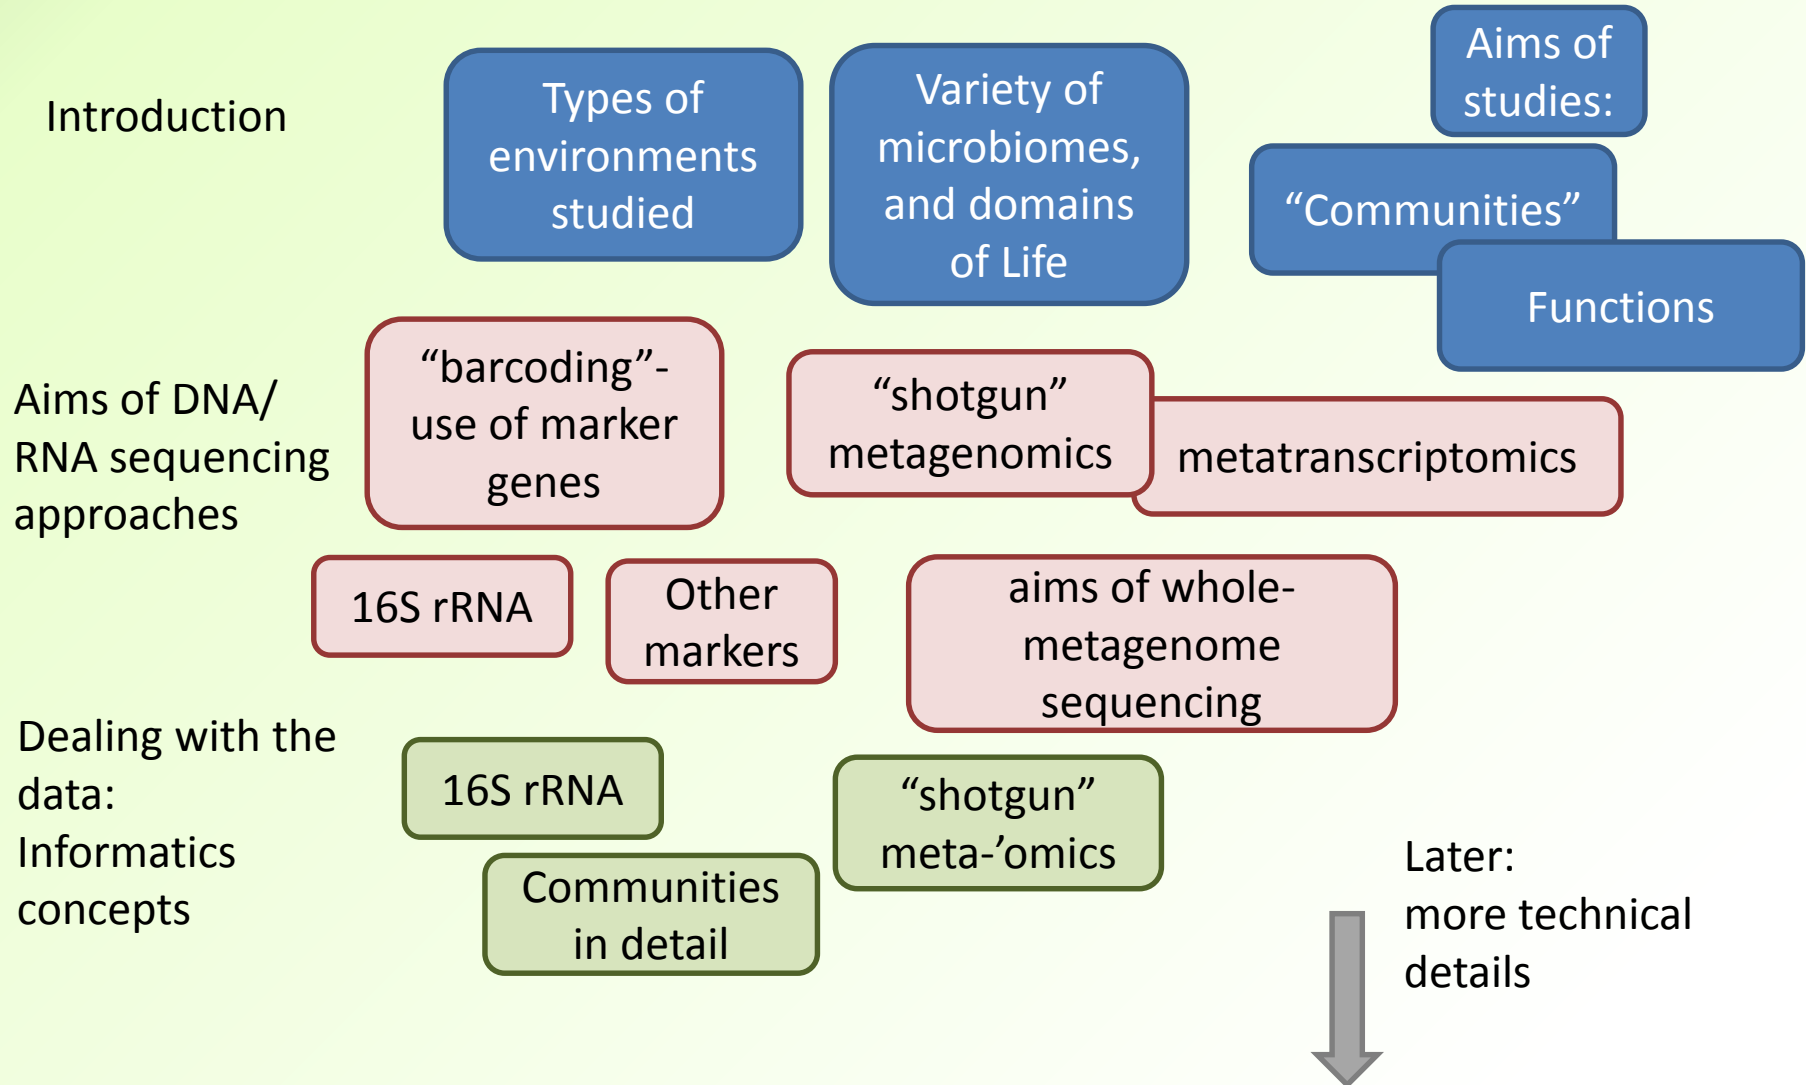 Introduction
Types of
environments
studied
Variety of
microbiomes,
and domains
of Life
Aims of
studies:
“Communities”
Functions
Aims of DNA/
RNA sequencing
approaches
“barcoding”-
use of marker
genes
“shotgun”
metagenomics
metatranscriptomics
16S rRNA
Other
markers
aims of whole-
metagenome
sequencing
Dealing with the
data:
Informatics
concepts
16S rRNA
Communities
in detail
“shotgun”
meta-’omics
Later:
more technical
details